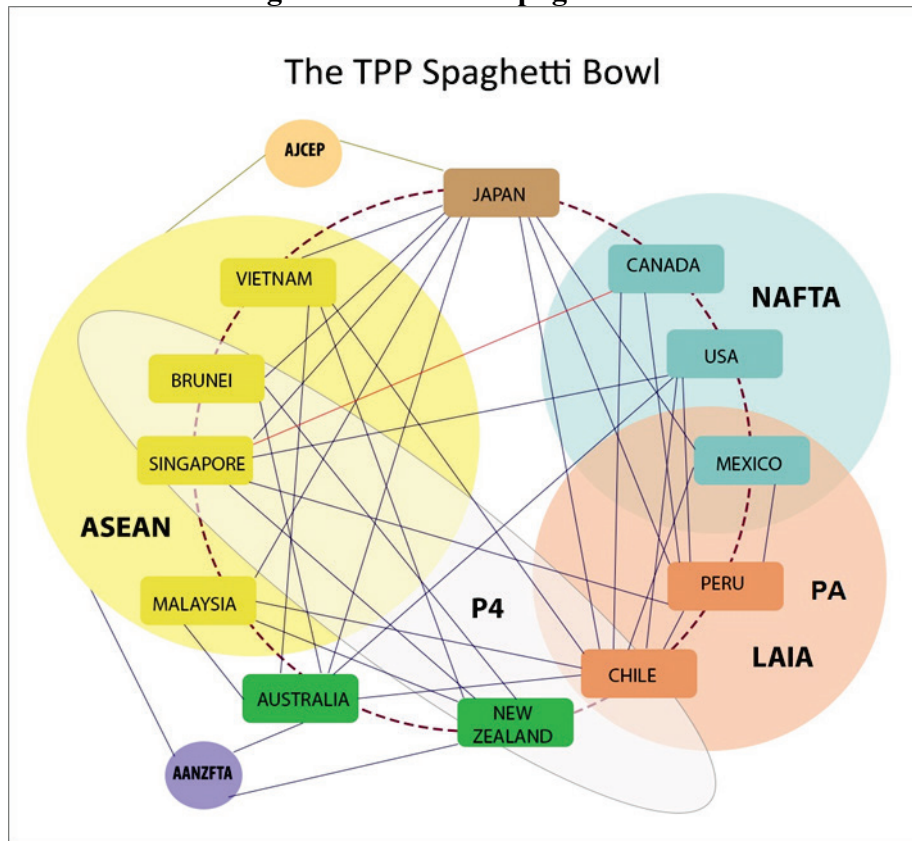 The TPP Spaghetti Bowl
AJCEP
JAPAN
VIETNAM
CANADA
NAFTA
USA
BRUNEI
SINGAPORE
MEXICO
ASEAN
MALAYSIA
P4
PERU
PA
LAIA
CHILE
AUSTRALIA
NEW
ZEALAND
AANZFTA